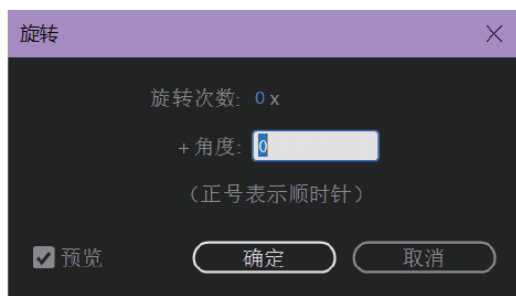 旋转
旋转次数: 0 x
+ 角度: 0
（正号表示顺时针）
预览 确定 取消